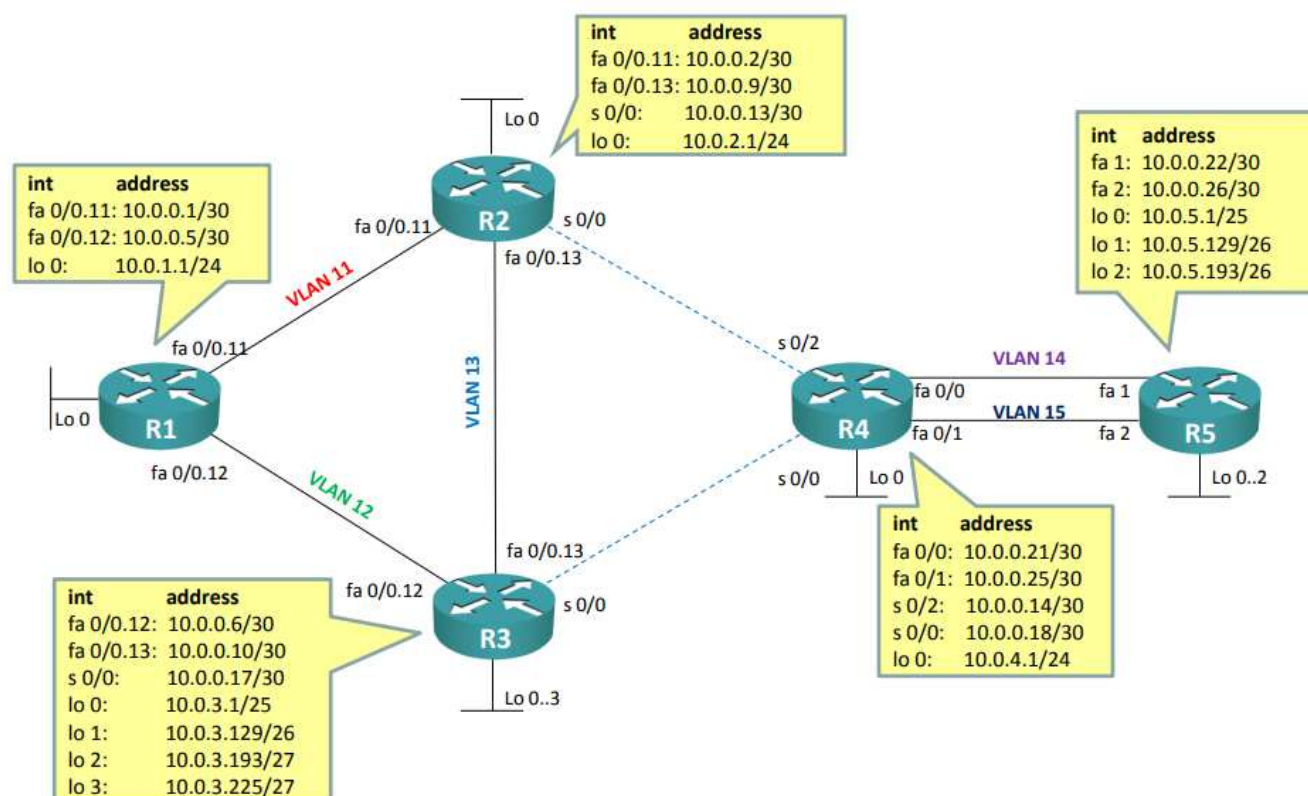 int address
fa 0/0.11: 10.0.0.2/30
fa 0/0.13: 10.0.0.9/30
s 0/0: 10.0.0.13/30
lo 0: 10.0.2.1/24
Lo 0
R2
fa 0/0.11
s 0/0
fa 0/0.13
int address
fa 0/0.11: 10.0.0.1/30
fa 0/0.12: 10.0.0.5/30
lo 0: 10.0.1.1/24
int address
fa 1: 10.0.0.22/30
fa 2: 10.0.0.26/30
lo 0: 10.0.5.1/25
lo 1: 10.0.5.129/26
lo 2: 10.0.5.193/26
VLAN 11
fa 0/0.11
Lo 0
R1
fa 0/0.12
VLAN 12
VLAN 13
s 0/2
VLAN 14
fa 0/0
fa 1
VLAN 15
fa 0/1
fa 2
R4
R5
s 0/0
Lo 0
Lo 0..2
int address
fa 0/0: 10.0.0.21/30
fa 0/1: 10.0.0.25/30
s 0/2: 10.0.0.14/30
s 0/0: 10.0.0.18/30
lo 0: 10.0.4.1/24
fa 0/0.13
fa 0/0.12
s 0/0
R3
Lo 0..3
int address
fa 0/0.12: 10.0.0.6/30
fa 0/0.13: 10.0.0.10/30
s 0/0: 10.0.0.17/30
lo 0: 10.0.3.1/25
lo 1: 10.0.3.129/26
lo 2: 10.0.3.193/27
lo 3: 10.0.3.225/27